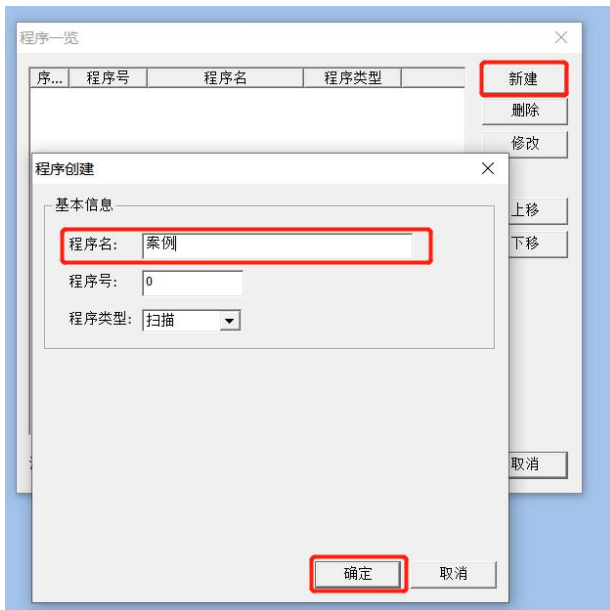 程序一览
序... 程序号 程序名 程序类型 新建
删除
修改
程序创建
基本信息
上移
程序名: 案例
下移
程序号: 0
程序类型: 扫描
取消
确定 取消